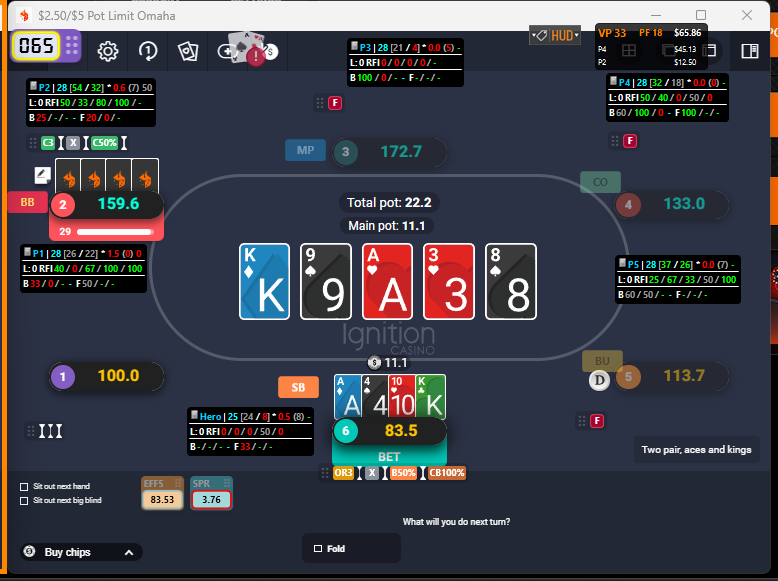 $2.50/$5 Pot Limit Omaha
065
HUD
VP 33 PF 18 $65.86
P4 $45.13
P2 $12.50
P3 | 28 [21 / 4] * 0.0 (5) -
L: 0 RFI 0 / 0 / 0 / 0 / -
B 100 / 0 / - - F - / - / -
F
P2 | 28 [54 / 32] * 0.6 (7) 50
L: 0 RFI 50 / 33 / 80 / 100 / -
B 25 / - / - - F 20 / 0 / -
C3 X C50%
P4 | 28 [32 / 18] * 0.0 (0) -
L: 0 RFI 50 / 40 / 0 / 50 / 0
B 60 / 100 / 0 - F 100 / - / -
F
MP 3 172.7
CO 4 133.0
BB 2 159.6
29
Total pot: 22.2
Main pot: 11.1
K K 9 9 A A 3 3 8 8
P1 | 28 [26 / 22] * 1.5 (0) 0
L: 0 RFI 40 / 0 / 67 / 100 / 100
B 33 / 0 / - - F 50 / - / -
P5 | 28 [37 / 26] * 0.0 (7) -
L: 0 RFI 25 / 67 / 33 / 50 / 100
B 60 / 50 / - - F - / - / -
Ignition
CASINO
11.1
1 100.0
BU
D 5 113.7
SB
A A 4 4 10 10 K K
6 83.5
BET
Hero | 25 [24 / 8] * 0.5 (8) -
L: 0 RFI 0 / 0 / 0 / 50 / 0
B - / - / - - F 33 / - / -
F
III
Two pair, aces and kings
OR3 X B50% CB100%
Sit out next hand
Sit out next big blind
EFFS SPR
83.53 3.76
What will you do next turn?
Buy chips
Fold